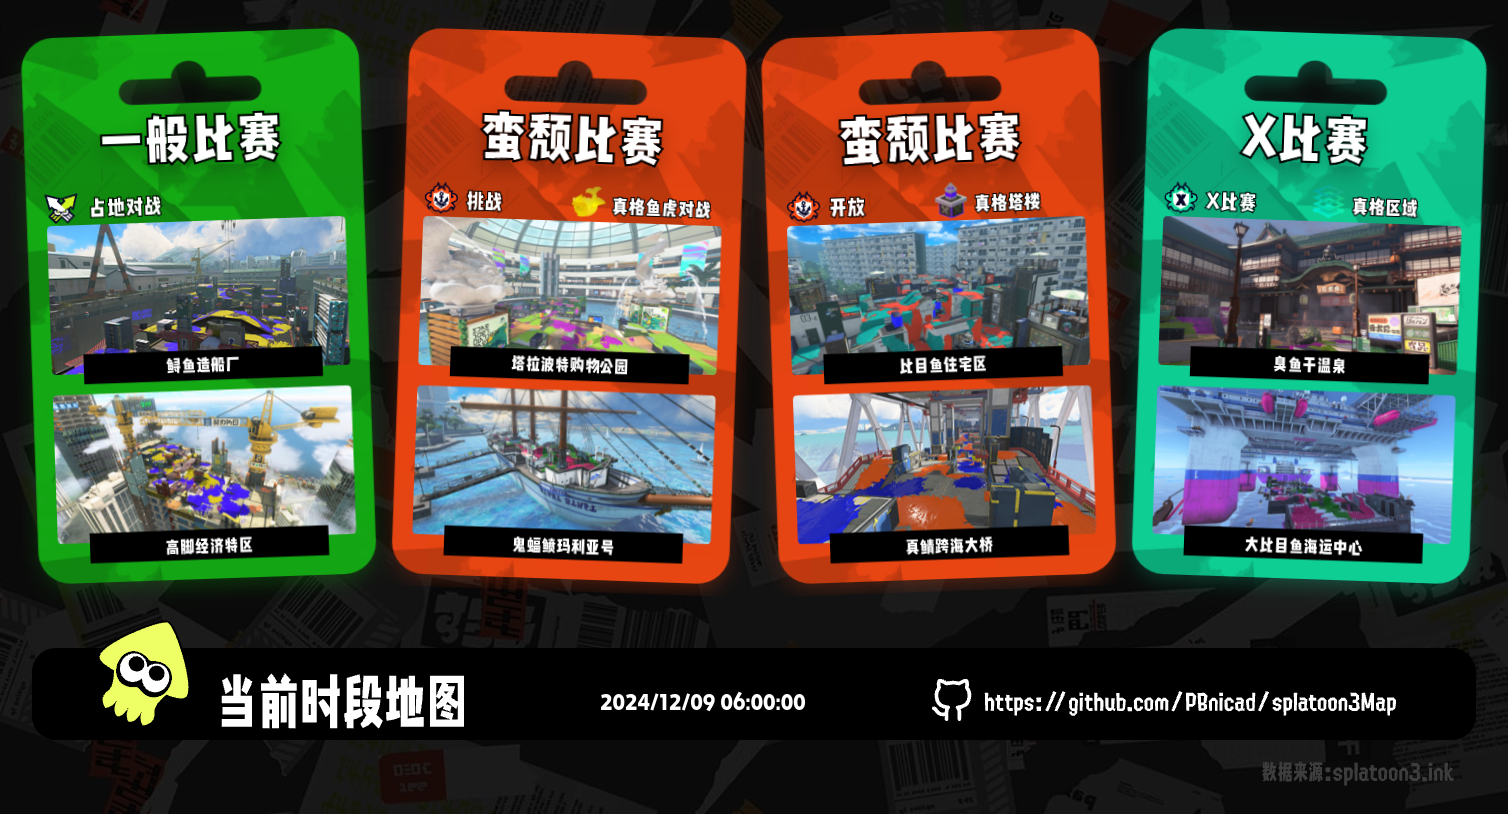 一般比赛
占地对战
鲟鱼造船厂
高脚经济特区
蛮颓比赛
挑战
真格鱼虎对战
塔拉波特购物公园
鬼蝠鲼玛利亚号
蛮颓比赛
开放
真格塔楼
比目鱼住宅区
真鲷跨海大桥
X比赛
X比赛
真格区域
臭鱼干温泉
大比目鱼海运中心
当前时段地图
2024/12/09 06:00:00
https://github.com/PBnicad/splatoon3Map
数据来源:splatoon3.ink